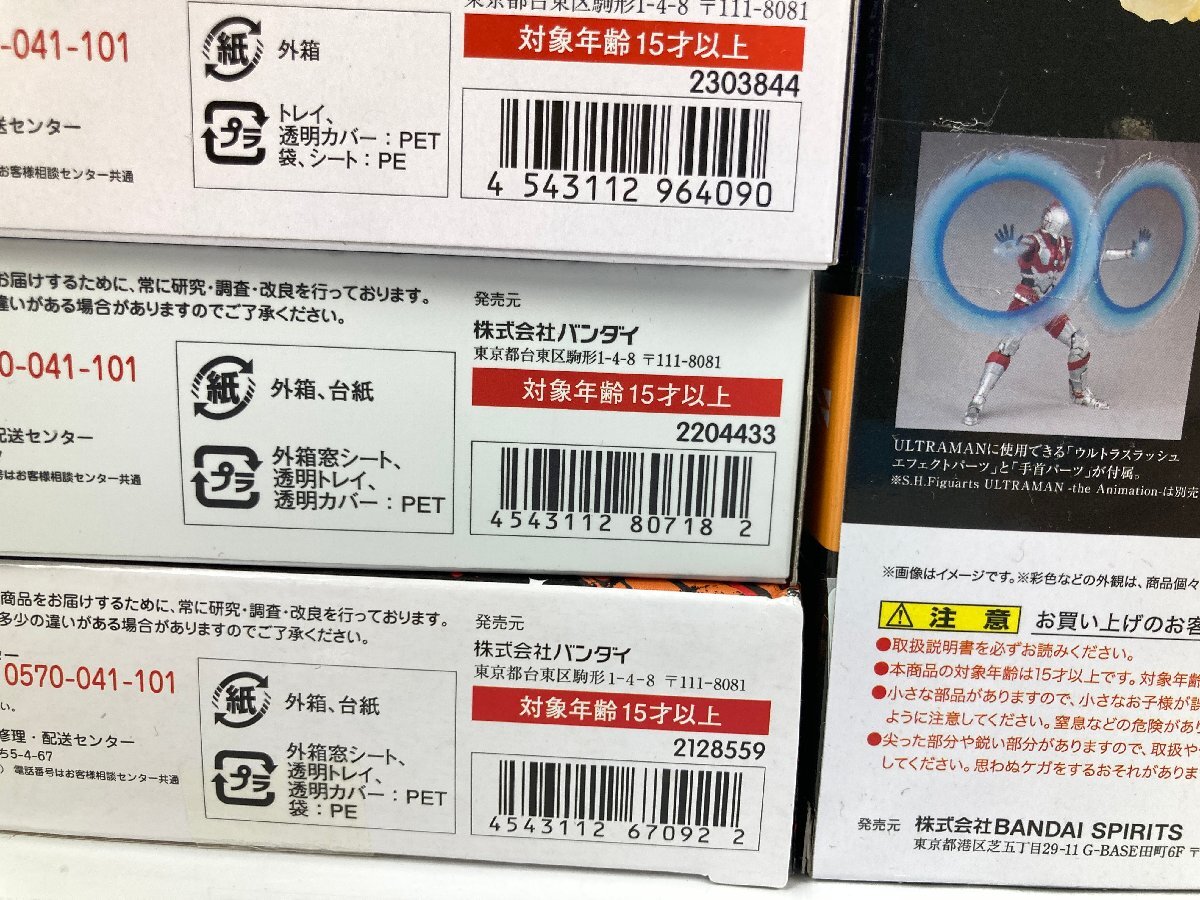 -041-101
送センター
お客様相談センター共通
紙
外箱
プラ
トレイ、
透明カバー：PET
袋、シート：PE
東京都台東区駒形1-4-8 〒111-8081
対象年齢15才以上
2303844
4 543112 964090
お届けするために、常に研究・調査・改良を行っております。
違いがある場合がありますのでご了承ください。
0-041-101
配送センター
号はお客様相談センター共通
紙
外箱、台紙
プラ
外箱窓シート、
透明トレイ、
透明カバー：PET
発売元
株式会社バンダイ
東京都台東区駒形1-4-8 〒111-8081
対象年齢15才以上
2204433
4543112 80718 2
商品をお届けするために、常に研究・調査・改良を行っております。
多少の違いがある場合がありますのでご了承ください。
ター
0570-041-101
い。
修理・配送センター
ち5-4-67
） 電話番号はお客様相談センター共通
紙
外箱、台紙
プラ
外箱窓シート、
透明トレイ、
透明カバー：PET
袋：PE
発売元
株式会社バンダイ
東京都台東区駒形1-4-8 〒111-8081
対象年齢15才以上
2128559
4543112 67092 2
ULTRAMANに使用できる「ウルトラスラッシュ
エフェクトパーツ」と「手首パーツ」が付属。
※S.H.Figuarts ULTRAMAN -the Animation-は別売
※画像はイメージです。※彩色などの外観は、商品個々
注 意 お買い上げのお客
●取扱説明書を必ずお読みください。
●本商品の対象年齢は15才以上です。対象年齢
●小さな部品がありますので、小さなお子様が誤
ように注意してください。窒息などの危険があり
●尖った部分や鋭い部分がありますので、取扱や
してください。思わぬケガをするおそれがありま
発売元 株式会社BANDAI SPIRITS
東京都港区芝五丁目29-11 G-BASE田町6F 〒